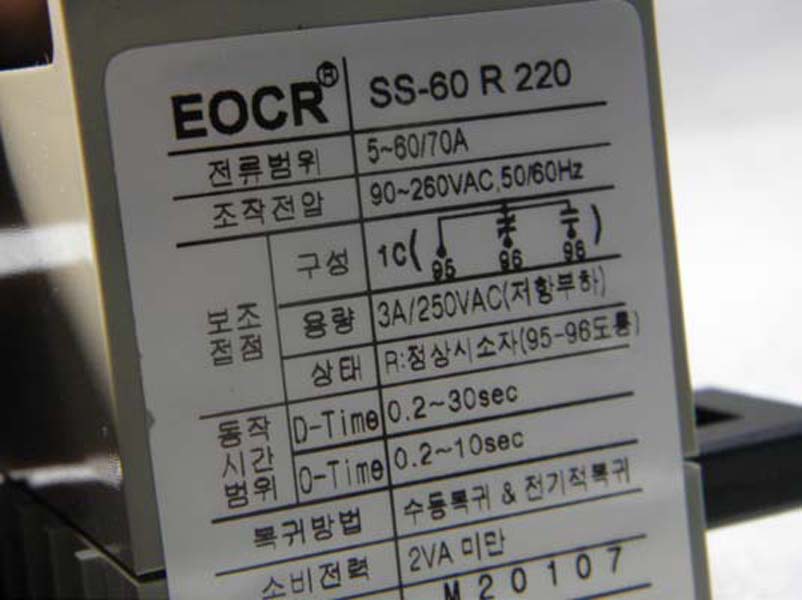 EOCR® SS-60 R 220
전류범위 5~60/70A
조작전압 90~260VAC,50/60Hz
보조접점 구성 1C( 95 96 98 )
용량 3A/250VAC(저항부하)
상태 R:정상시소자(95-96도통)
동작시간범위 D-Time 0.2~30sec
O-Time 0.2~10sec
복귀방법 수동복귀 & 전기적복귀
소비전력 2VA 미만
M20107